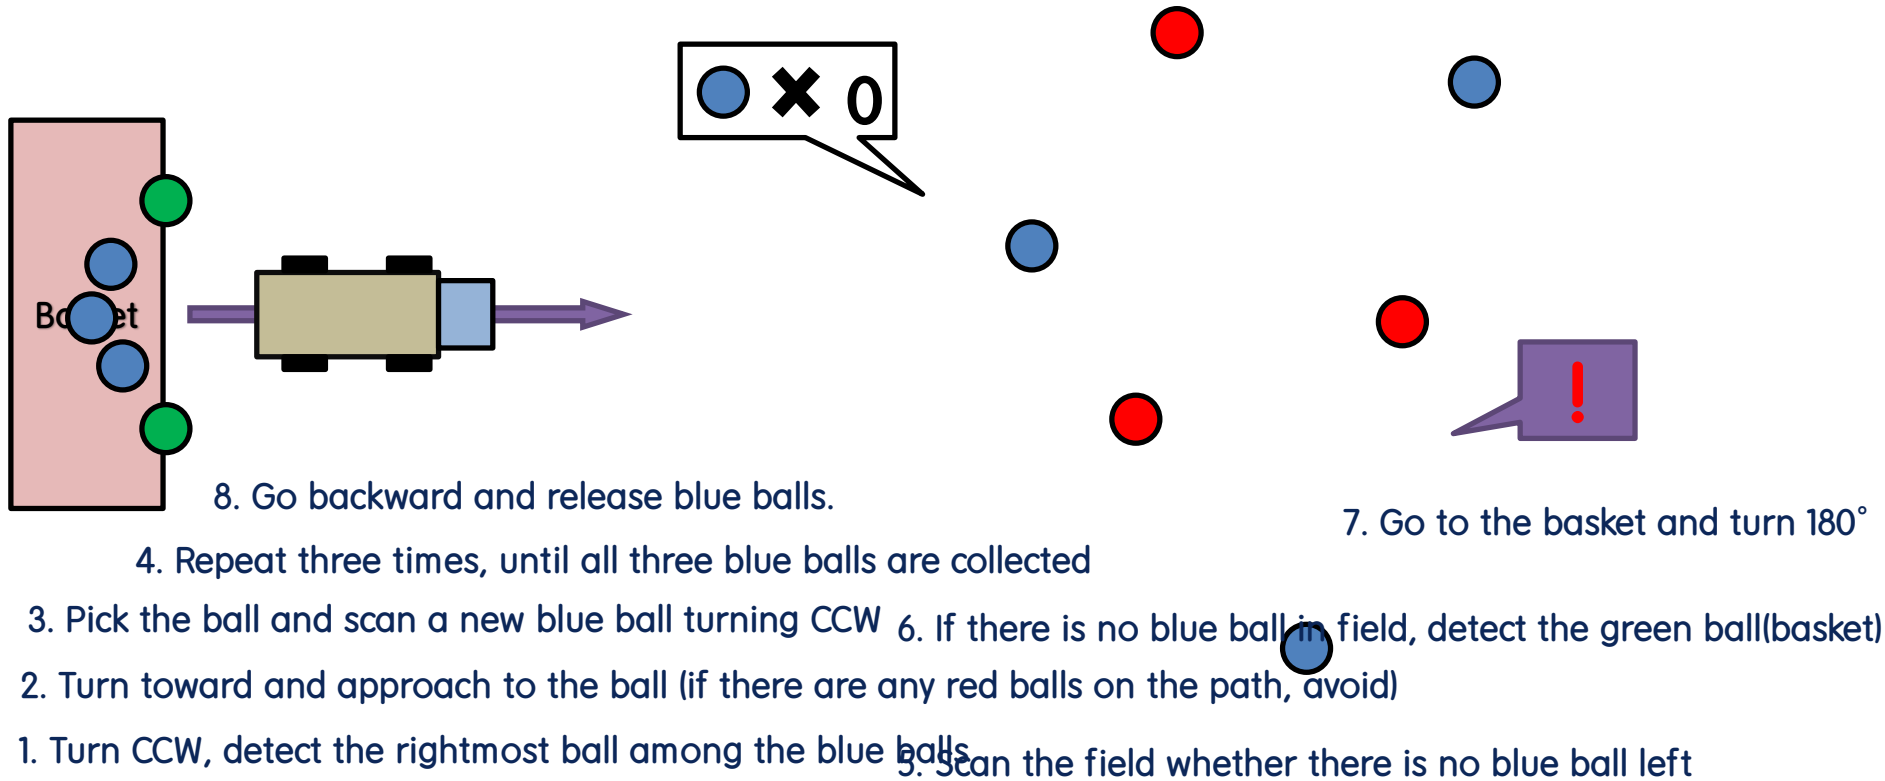 0
Basket
!
8. Go backward and release blue balls.
7. Go to the basket and turn 180°
4. Repeat three times, until all three blue balls are collected
3. Pick the ball and scan a new blue ball turning CCW
6. If there is no blue ball in field, detect the green ball(basket)
2. Turn toward and approach to the ball (if there are any red balls on the path, avoid)
1. Turn CCW, detect the rightmost ball among the blue balls
5. Scan the field whether there is no blue ball left